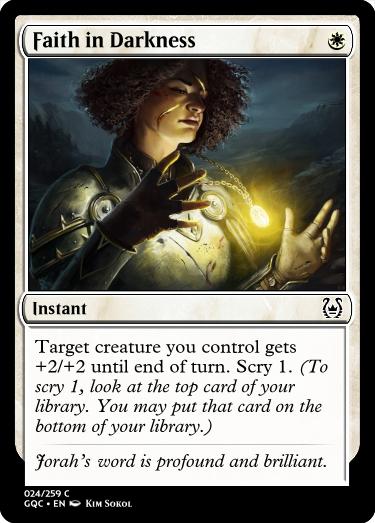 Faith in Darkness
Instant
Target creature you control gets
+2/+2 until end of turn. Scry 1. (To
scry 1, look at the top card of your
library. You may put that card on the
bottom of your library.)
Jorah's word is profound and brilliant.
024/259 C
GQC • EN Kim Sokol